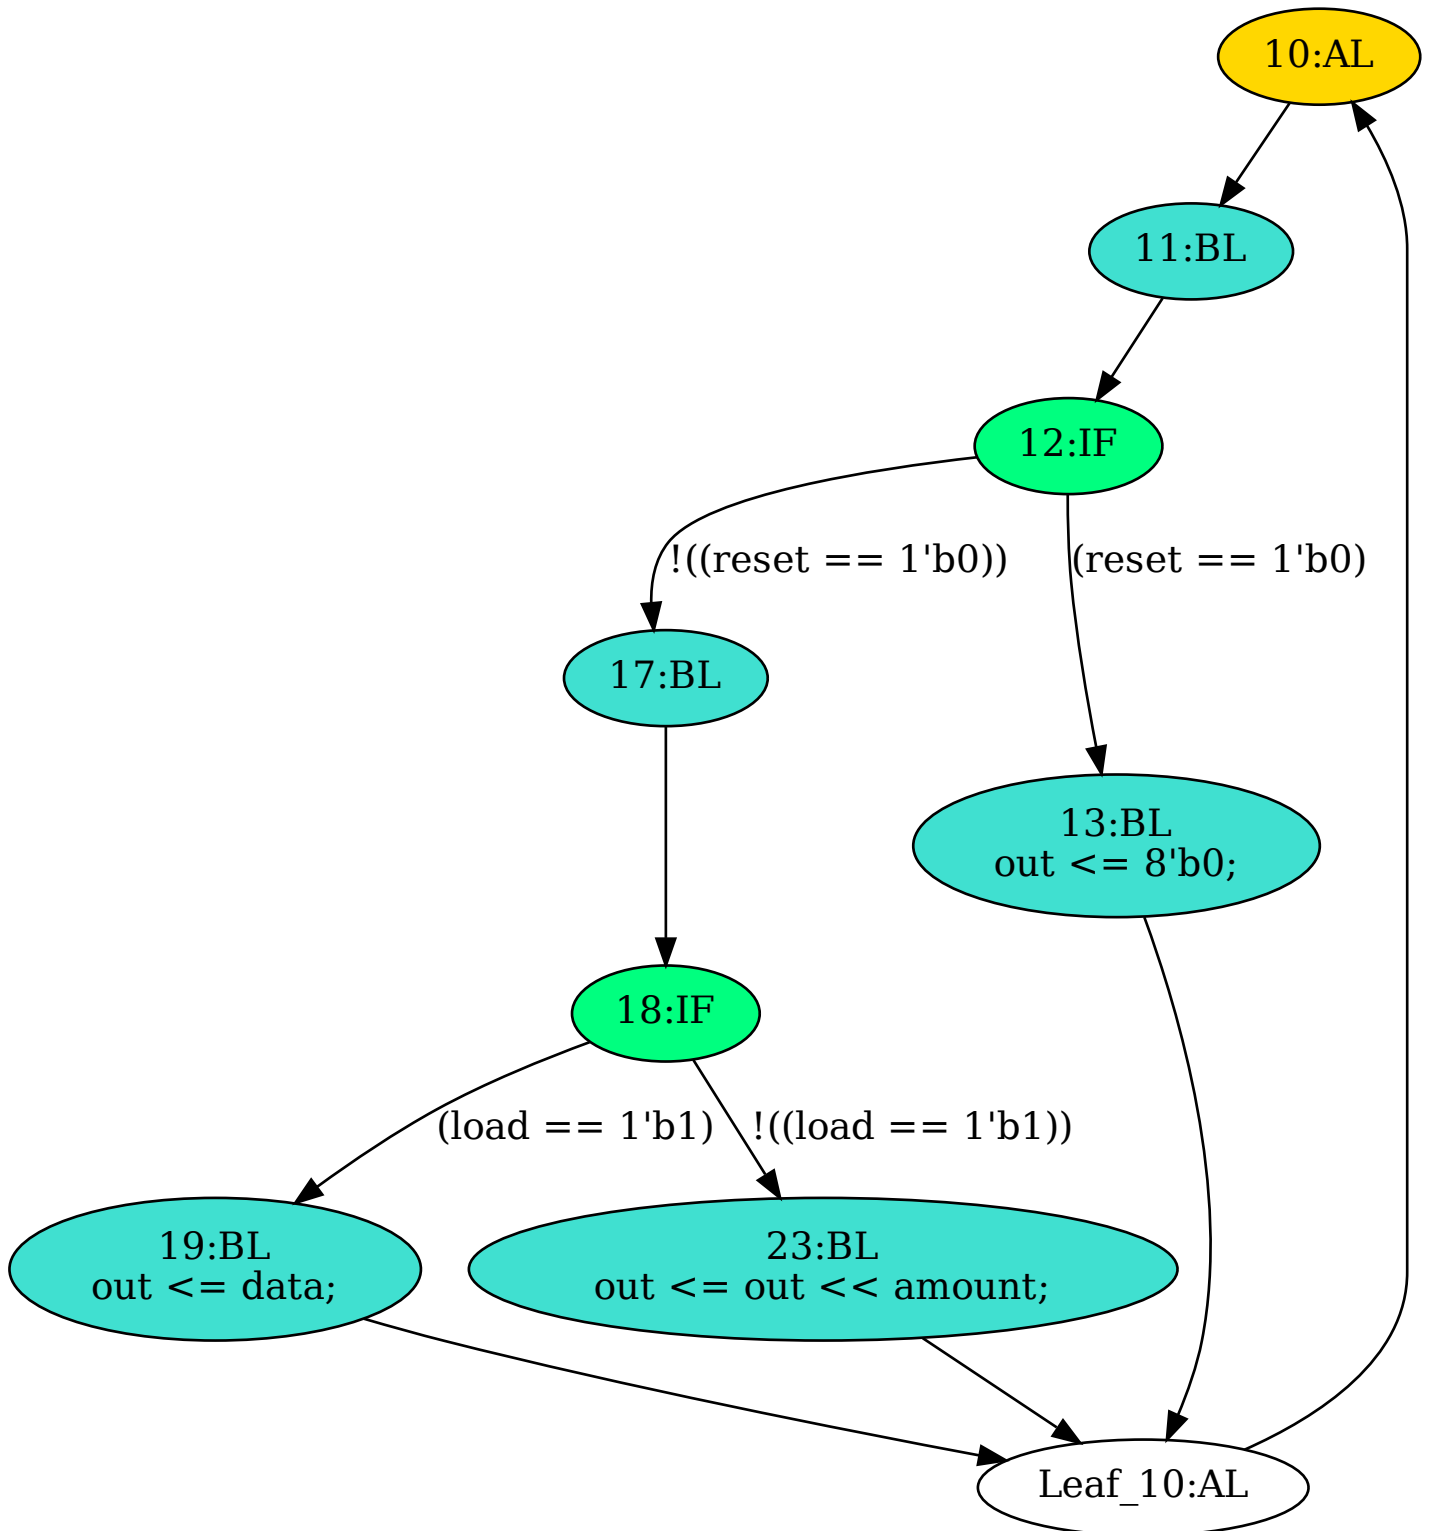 10:AL
11:BL
12:IF
!((reset == 1'b0))
(reset == 1'b0)
17:BL
13:BL
out <= 8'b0;
18:IF
(load == 1'b1)
!((load == 1'b1))
19:BL
out <= data;
23:BL
out <= out << amount;
Leaf_10:AL